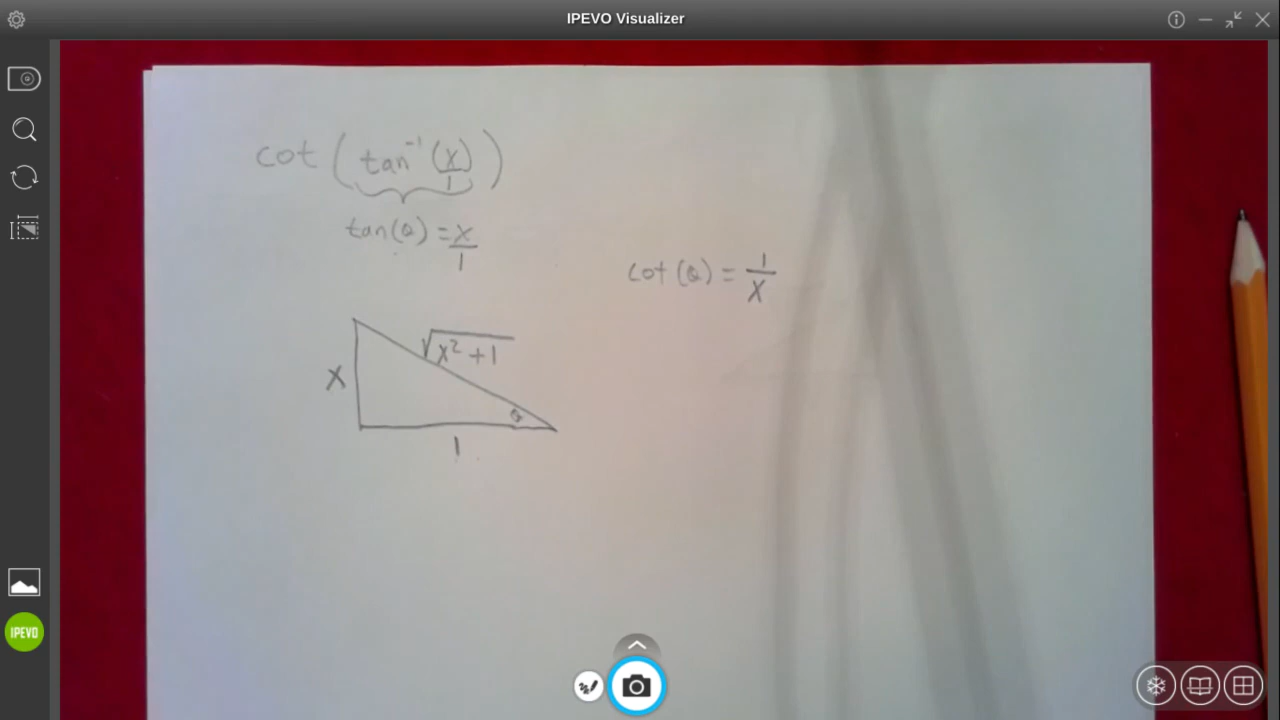 IPEVO Visualizer
cot (tan⁻¹(x/1))
tan(θ) = x/1
cot(θ) = 1/x
√(x² + 1)
x
θ
1
IPEVO